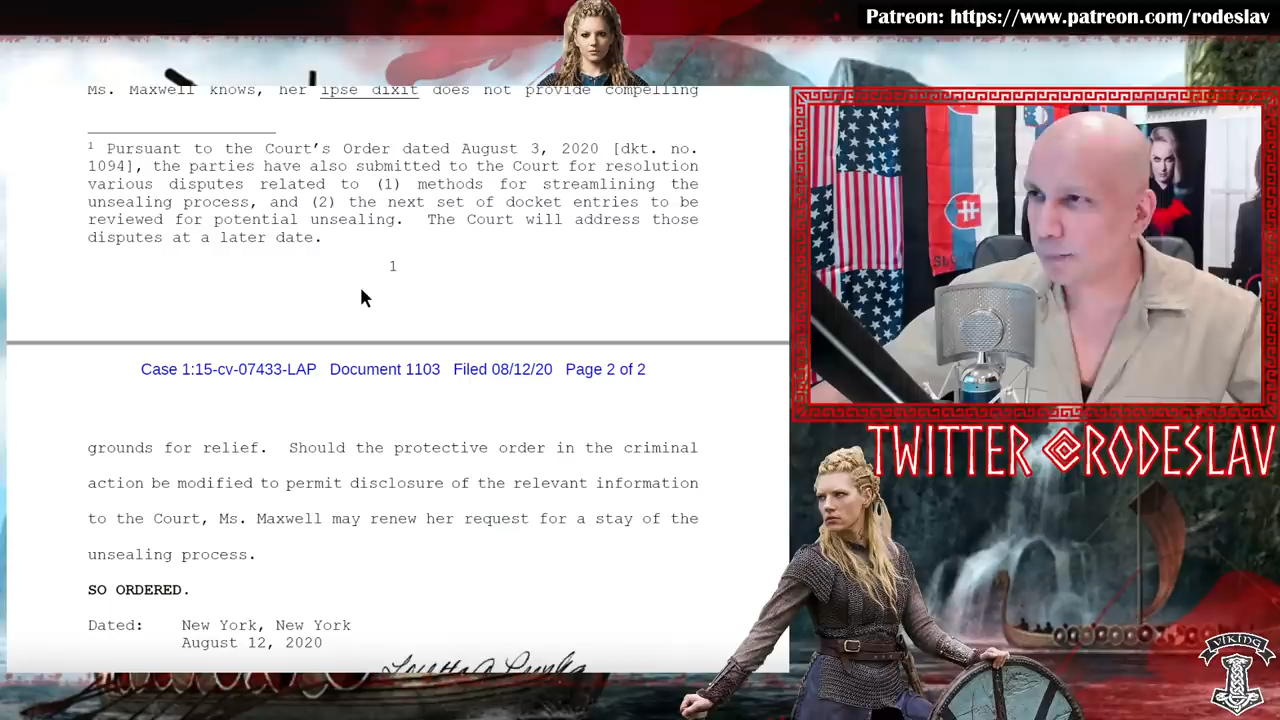 Patreon: https://www.patreon.com/rodeslav
Ms. Maxwell knows, her ipse dixit does not provide compelling
1 Pursuant to the Court's Order dated August 3, 2020 [dkt. no.
1094], the parties have also submitted to the Court for resolution
various disputes related to (1) methods for streamlining the
unsealing process, and (2) the next set of docket entries to be
reviewed for potential unsealing. The Court will address those
disputes at a later date.
1
Case 1:15-cv-07433-LAP Document 1103 Filed 08/12/20 Page 2 of 2
grounds for relief. Should the protective order in the criminal
action be modified to permit disclosure of the relevant information
to the Court, Ms. Maxwell may renew her request for a stay of the
unsealing process.
SO ORDERED.
Dated: New York, New York
August 12, 2020
TWITTER @RODESLAV
VIKING